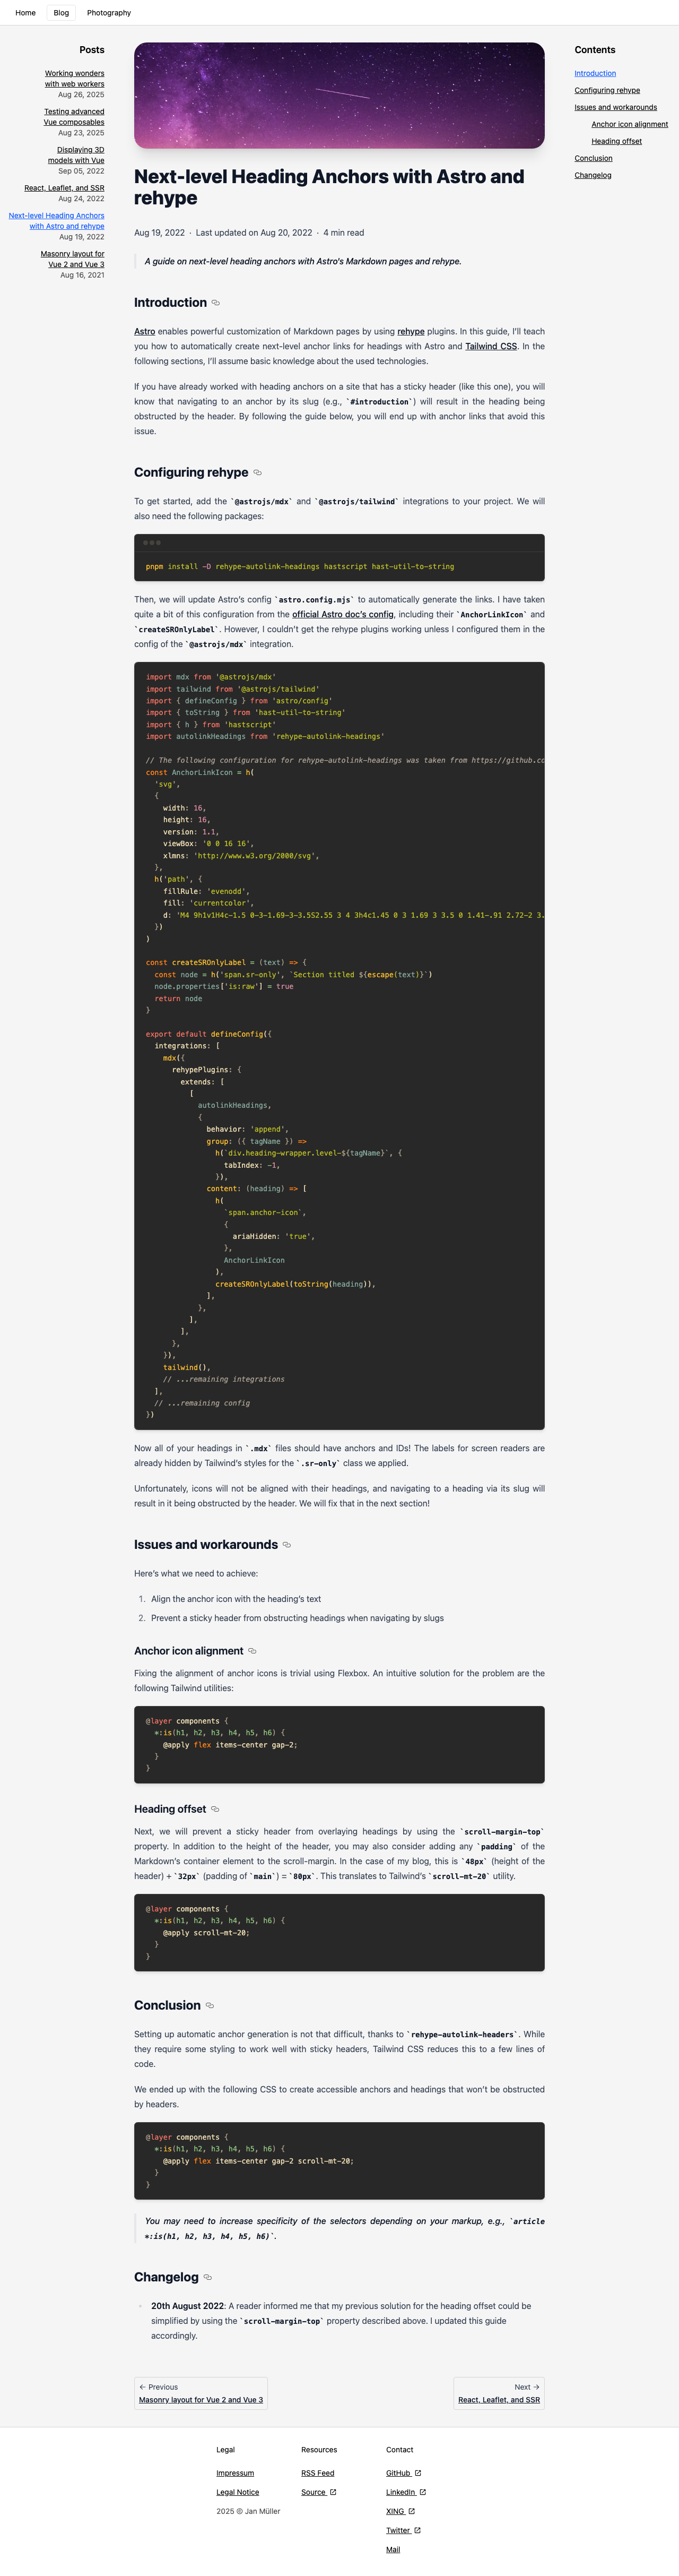 Home Blog Photography
Posts
Working wonders
with web workers
Aug 26, 2025
Testing advanced
Vue composables
Aug 23, 2025
Displaying 3D
models with Vue
Sep 05, 2022
React, Leaflet, and SSR
Aug 24, 2022
Next-level Heading Anchors
with Astro and rehype
Aug 19, 2022
Masonry layout for
Vue 2 and Vue 3
Aug 16, 2021
Next-level Heading Anchors with Astro and
rehype
Aug 19, 2022 · Last updated on Aug 20, 2022 · 4 min read
A guide on next-level heading anchors with Astro's Markdown pages and rehype.
Introduction
Astro enables powerful customization of Markdown pages by using rehype plugins. In this guide, I'll teach
you how to automatically create next-level anchor links for headings with Astro and Tailwind CSS. In the
following sections, I'll assume basic knowledge about the used technologies.
If you have already worked with heading anchors on a site that has a sticky header (like this one), you will
know that navigating to an anchor by its slug (e.g., `#introduction`) will result in the heading being
obstructed by the header. By following the guide below, you will end up with anchor links that avoid this
issue.
Configuring rehype
To get started, add the `@astrojs/mdx` and `@astrojs/tailwind` integrations to your project. We will
also need the following packages:
pnpm install -D rehype-autolink-headings hastscript hast-util-to-string
Then, we will update Astro's config `astro.config.mjs` to automatically generate the links. I have taken
quite a bit of this configuration from the official Astro doc's config, including their `AnchorLinkIcon` and
`createSROnlyLabel`. However, I couldn't get the rehype plugins working unless I configured them in the
config of the `@astrojs/mdx` integration.
import mdx from '@astrojs/mdx'
import tailwind from '@astrojs/tailwind'
import { defineConfig } from 'astro/config'
import { toString } from 'hast-util-to-string'
import { h } from 'hastscript'
import autolinkHeadings from 'rehype-autolink-headings'
// The following configuration for rehype-autolink-headings was taken from https://github.co
const AnchorLinkIcon = h(
'svg',
{
width: 16,
height: 16,
version: 1.1,
viewBox: '0 0 16 16',
xlmns: 'http://www.w3.org/2000/svg',
},
h('path', {
fillRule: 'evenodd',
fill: 'currentcolor',
d: 'M4 9h1v1H4c-1.5 0-3-1.69-3-3.5S2.55 3 4 3h4c1.45 0 3 1.69 3 3.5 0 1.41-.91 2.72-2 3.
})
)
const createSROnlyLabel = (text) => {
const node = h('span.sr-only', `Section titled ${escape(text)}`)
node.properties['is:raw'] = true
return node
}
export default defineConfig({
integrations: [
mdx({
rehypePlugins: {
extends: [
[
autolinkHeadings,
{
behavior: 'append',
group: ({ tagName }) =>
h(`div.heading-wrapper.level-${tagName}`, {
tabIndex: -1,
}),
content: (heading) => [
h(
`span.anchor-icon`,
{
ariaHidden: 'true',
},
AnchorLinkIcon
),
createSROnlyLabel(toString(heading)),
],
},
],
],
},
}),
tailwind(),
// ...remaining integrations
],
// ...remaining config
})
Now all of your headings in `.mdx` files should have anchors and IDs! The labels for screen readers are
already hidden by Tailwind's styles for the `.sr-only` class we applied.
Unfortunately, icons will not be aligned with their headings, and navigating to a heading via its slug will
result in it being obstructed by the header. We will fix that in the next section!
Issues and workarounds
Here's what we need to achieve:
1. Align the anchor icon with the heading's text
2. Prevent a sticky header from obstructing headings when navigating by slugs
Anchor icon alignment
Fixing the alignment of anchor icons is trivial using Flexbox. An intuitive solution for the problem are the
following Tailwind utilities:
@layer components {
*:is(h1, h2, h3, h4, h5, h6) {
@apply flex items-center gap-2;
}
}
Heading offset
Next, we will prevent a sticky header from overlaying headings by using the `scroll-margin-top`
property. In addition to the height of the header, you may also consider adding any `padding` of the
Markdown's container element to the scroll-margin. In the case of my blog, this is `48px` (height of the
header) + `32px` (padding of `main`) = `80px`. This translates to Tailwind's `scroll-mt-20` utility.
@layer components {
*:is(h1, h2, h3, h4, h5, h6) {
@apply scroll-mt-20;
}
}
Conclusion
Setting up automatic anchor generation is not that difficult, thanks to `rehype-autolink-headers`. While
they require some styling to work well with sticky headers, Tailwind CSS reduces this to a few lines of
code.
We ended up with the following CSS to create accessible anchors and headings that won't be obstructed
by headers.
@layer components {
*:is(h1, h2, h3, h4, h5, h6) {
@apply flex items-center gap-2 scroll-mt-20;
}
}
You may need to increase specificity of the selectors depending on your markup, e.g., `article
*:is(h1, h2, h3, h4, h5, h6)`.
Changelog
20th August 2022: A reader informed me that my previous solution for the heading offset could be
simplified by using the `scroll-margin-top` property described above. I updated this guide
accordingly.
← Previous
Masonry layout for Vue 2 and Vue 3
Next →
React, Leaflet, and SSR
Contents
Introduction
Configuring rehype
Issues and workarounds
Anchor icon alignment
Heading offset
Conclusion
Changelog
Legal
Impressum
Legal Notice
2025 © Jan Müller
Resources
RSS Feed
Source
Contact
GitHub
LinkedIn
XING
Twitter
Mail